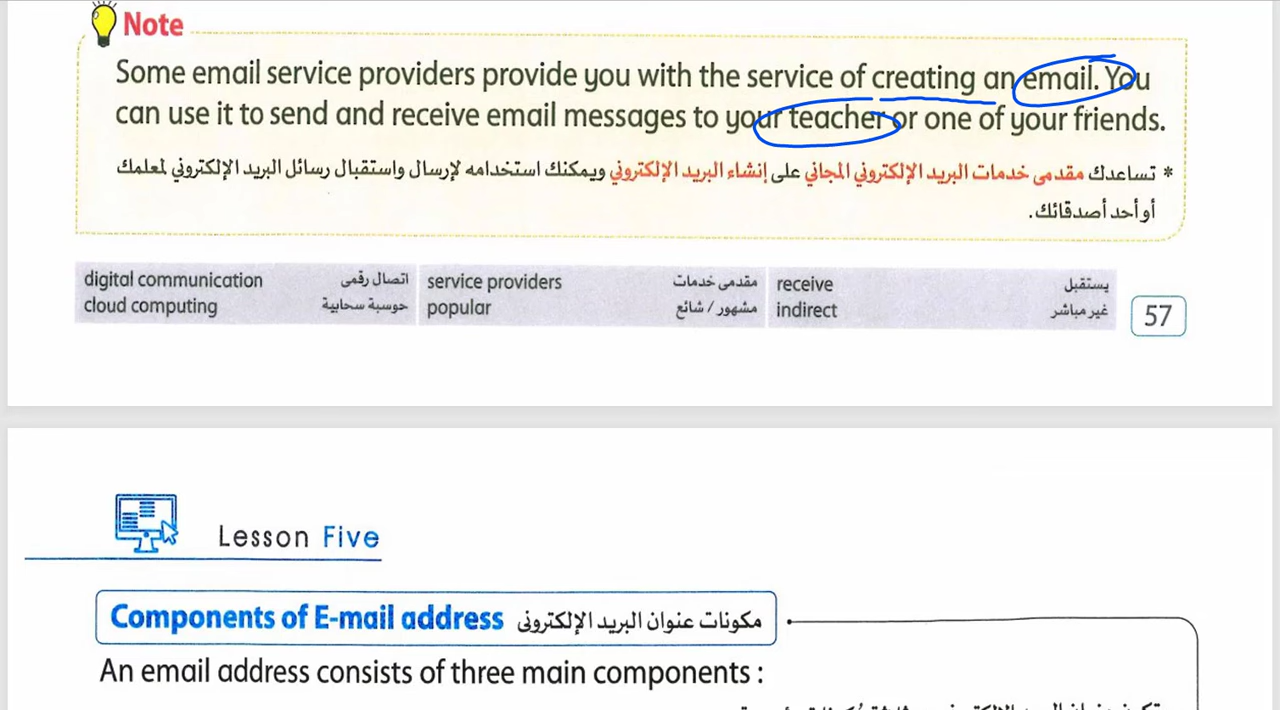 Note
Some email service providers provide you with the service of creating an email. You
can use it to send and receive email messages to your teacher or one of your friends.
* تساعدك مقدمى خدمات البريد الإلكتروني المجاني على إنشاء البريد الإلكتروني ويمكنك استخدامه لإرسال واستقبال رسائل البريد الإلكتروني لمعلمك
أو أحد أصدقائك.
digital communication اتصال رقمى service providers مقدمى خدمات receive يستقبل
cloud computing حوسبة سحابية popular مشهور / شائع indirect غير مباشر
57
Lesson Five
Components of E-mail address مكونات عنوان البريد الإلكترونى
An email address consists of three main components :